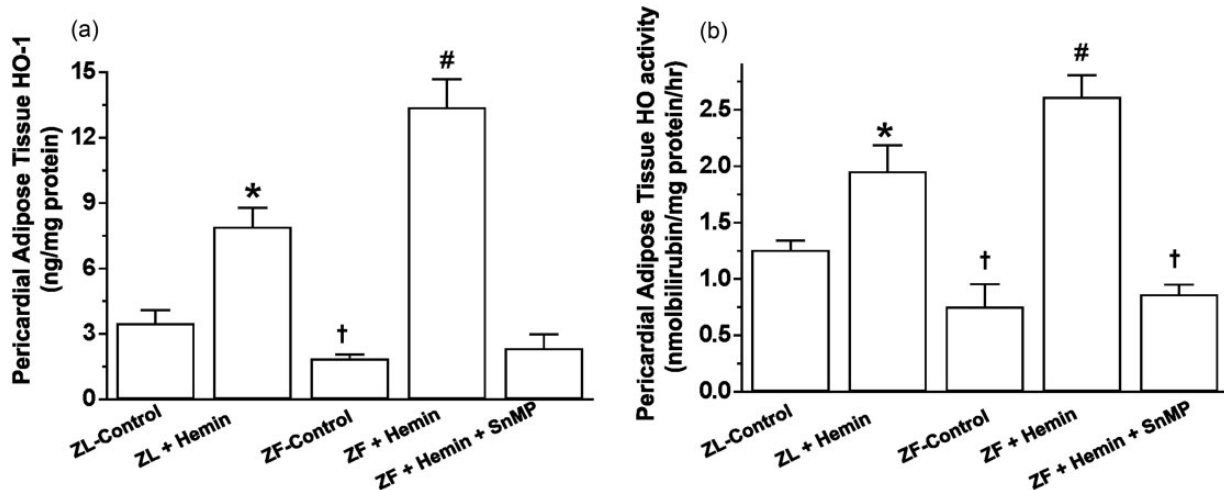 (a)
Pericardial Adipose Tissue HO-1
(ng/mg protein)
15
12
9
6
3
0
*
†
#
ZL-Control
ZL + Hemin
ZF-Control
ZF + Hemin
ZF + Hemin + SnMP
(b)
Pericardial Adipose Tissue HO activity
(nmolbilirubin/mg protein/hr)
2.5
2.0
1.5
1.0
0.5
0.0
*
†
#
†
ZL-Control
ZL + Hemin
ZF-Control
ZF + Hemin
ZF + Hemin + SnMP